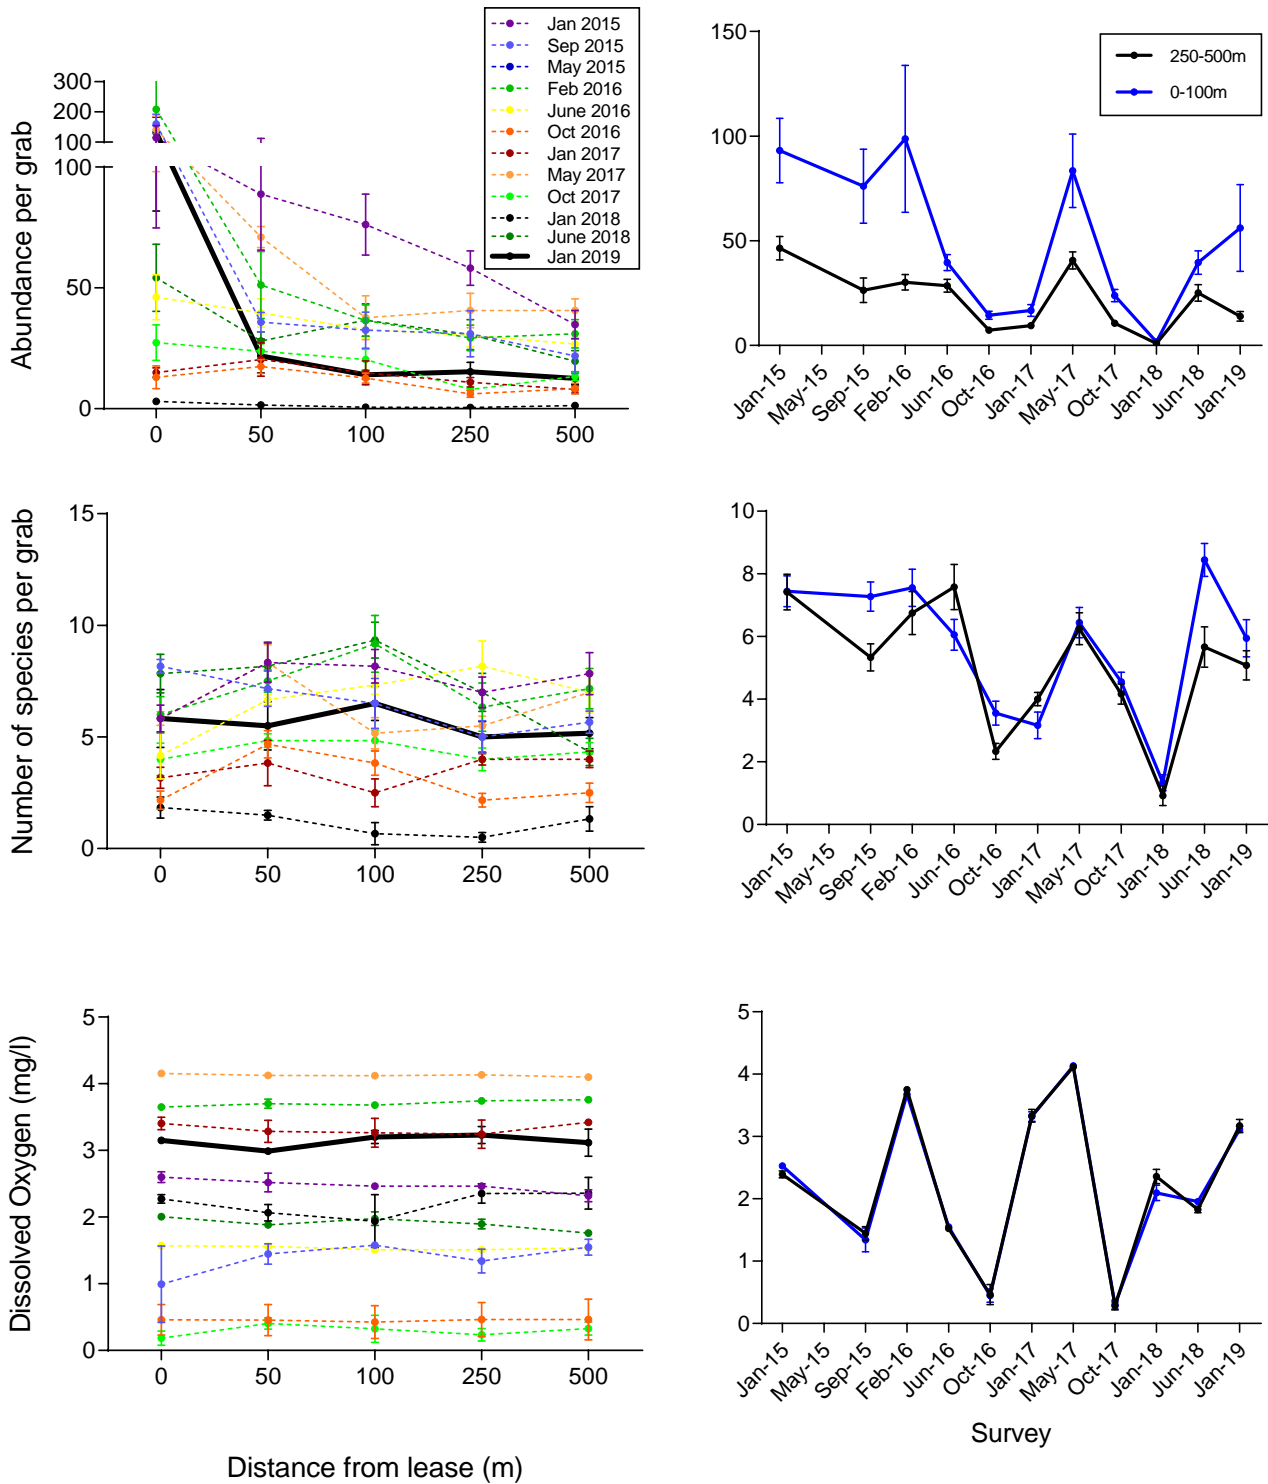 Jan 2015
Sep 2015
May 2015
Feb 2016
June 2016
Oct 2016
Jan 2017
May 2017
Oct 2017
Jan 2018
June 2018
Jan 2019
Abundance per grab
300
200
100
100
50
0
0 50 100 250 500
250-500m
0-100m
150
100
50
0
Jan-15 May-15 Sep-15 Feb-16 Jun-16 Oct-16 Jan-17 May-17 Oct-17 Jan-18 Jun-18 Jan-19
Number of species per grab
15
10
5
0
0 50 100 250 500
10
8
6
4
2
0
Jan-15 May-15 Sep-15 Feb-16 Jun-16 Oct-16 Jan-17 May-17 Oct-17 Jan-18 Jun-18 Jan-19
Dissolved Oxygen (mg/l)
5
4
3
2
1
0
0 50 100 250 500
Distance from lease (m)
5
4
3
2
1
0
Jan-15 May-15 Sep-15 Feb-16 Jun-16 Oct-16 Jan-17 May-17 Oct-17 Jan-18 Jun-18 Jan-19
Survey